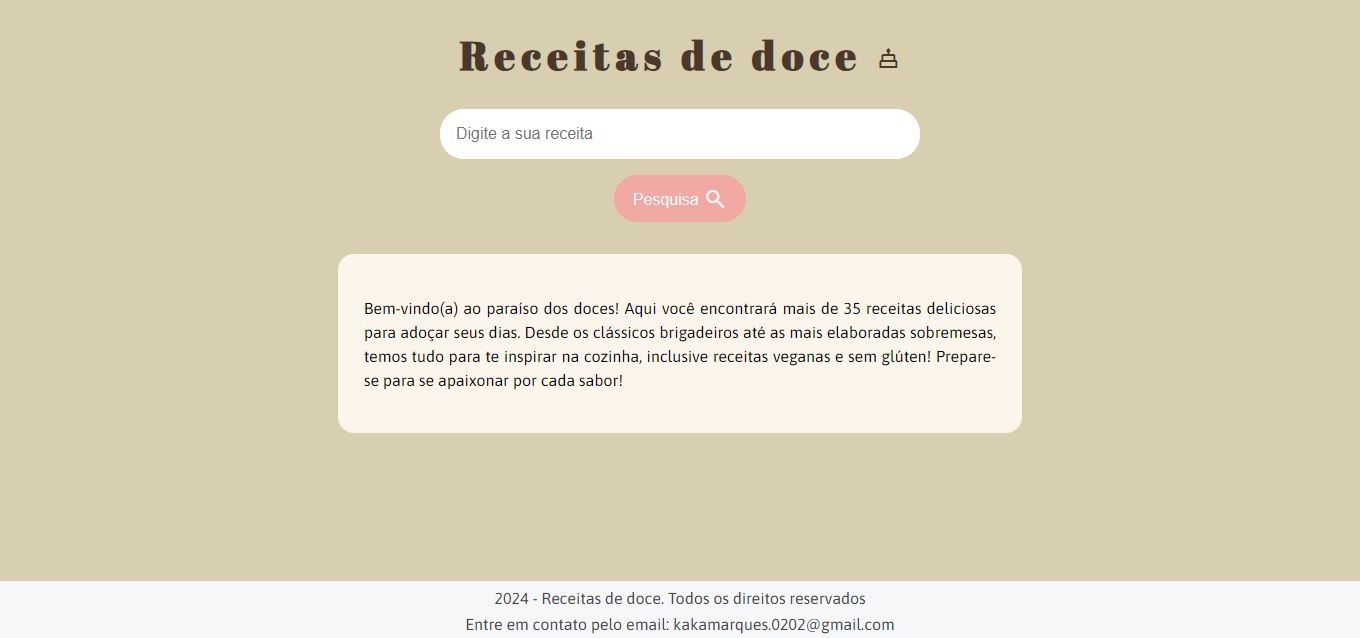 Receitas de doce
Digite a sua receita
Pesquisa
Bem-vindo(a) ao paraíso dos doces! Aqui você encontrará mais de 35 receitas deliciosas
para adoçar seus dias. Desde os clássicos brigadeiros até as mais elaboradas sobremesas,
temos tudo para te inspirar na cozinha, inclusive receitas veganas e sem glúten! Prepare-
se para se apaixonar por cada sabor!
2024 - Receitas de doce. Todos os direitos reservados
Entre em contato pelo email: kakamarques.0202@gmail.com